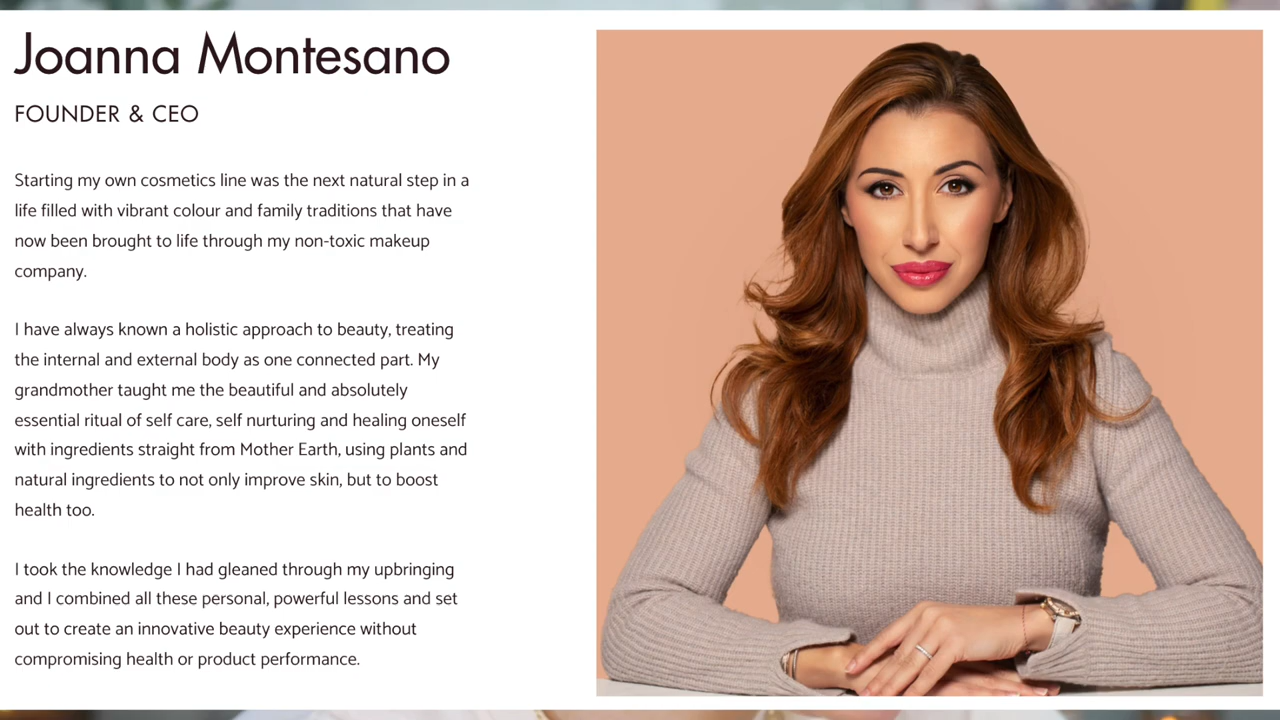 Joanna Montesano
FOUNDER & CEO
Starting my own cosmetics line was the next natural step in a
life filled with vibrant colour and family traditions that have
now been brought to life through my non-toxic makeup
company.
I have always known a holistic approach to beauty, treating
the internal and external body as one connected part. My
grandmother taught me the beautiful and absolutely
essential ritual of self care, self nurturing and healing oneself
with ingredients straight from Mother Earth, using plants and
natural ingredients to not only improve skin, but to boost
health too.
I took the knowledge I had gleaned through my upbringing
and I combined all these personal, powerful lessons and set
out to create an innovative beauty experience without
compromising health or product performance.